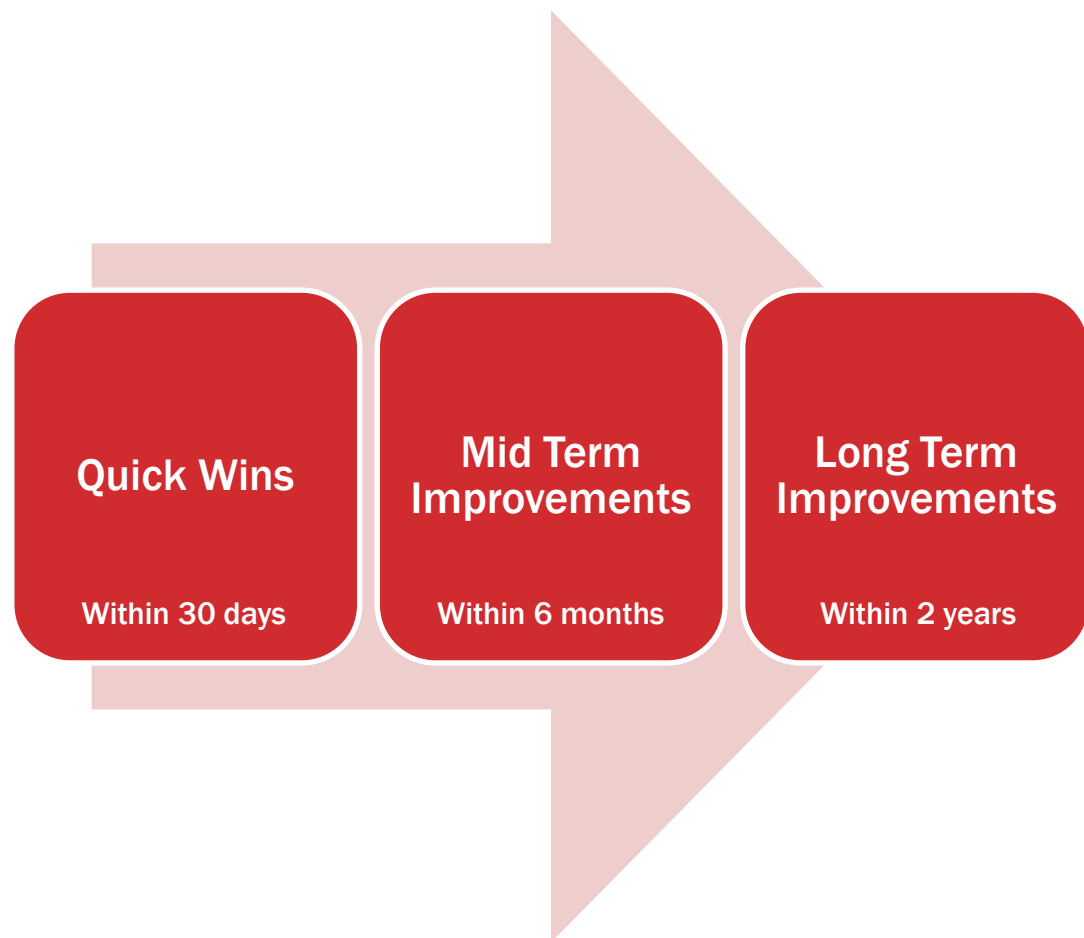 Quick Wins
Within 30 days
Mid Term
Improvements
Within 6 months
Long Term
Improvements
Within 2 years